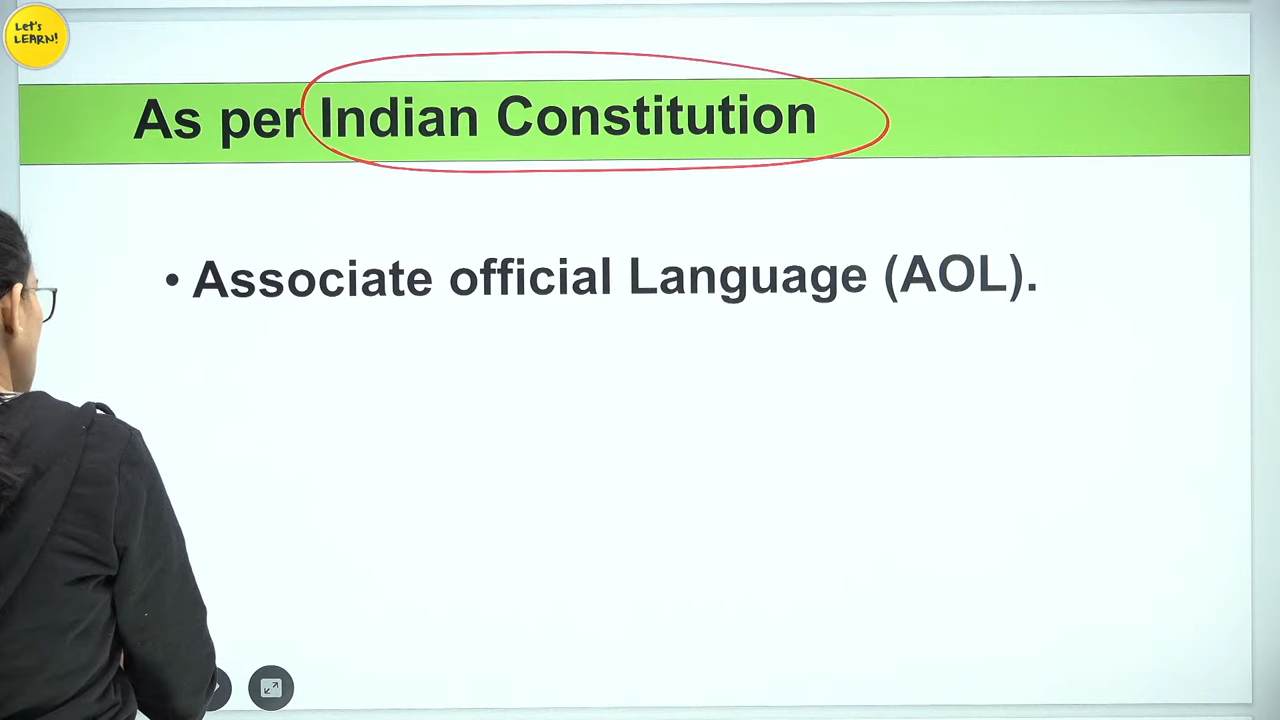 Let's
LEARN!
As per Indian Constitution
• Associate official Language (AOL).